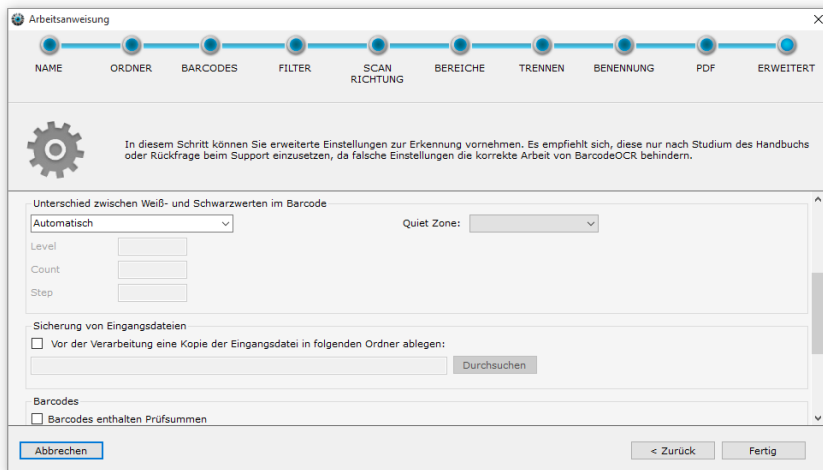 Arbeitsanweisung
NAME
ORDNER
BARCODES
FILTER
SCAN
RICHTUNG
BEREICHE
TRENNEN
BENENNUNG
PDF
ERWEITERT
In diesem Schritt können Sie erweiterte Einstellungen zur Erkennung vornehmen. Es empfiehlt sich, diese nur nach Studium des Handbuchs
oder Rückfrage beim Support einzusetzen, da falsche Einstellungen die korrekte Arbeit von BarcodeOCR behindern.
Unterschied zwischen Weiß- und Schwarzwerten im Barcode
Automatisch
Quiet Zone:
Level
Count
Step
Sicherung von Eingangsdateien
Vor der Verarbeitung eine Kopie der Eingangsdatei in folgenden Ordner ablegen:
Durchsuchen
Barcodes
Barcodes enthalten Prüfsummen
Abbrechen
< Zurück
Fertig